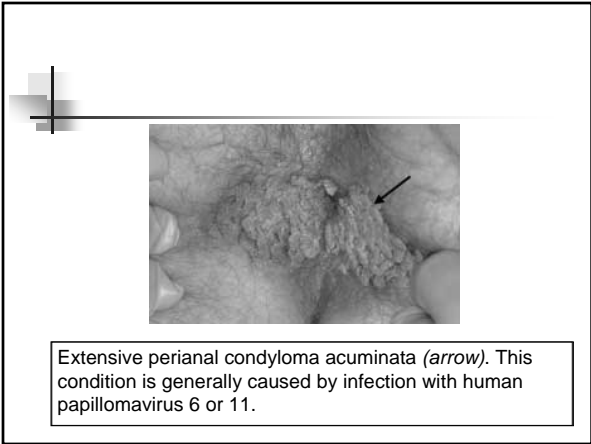 Extensive perianal condyloma acuminata (arrow). This
condition is generally caused by infection with human
papillomavirus 6 or 11.